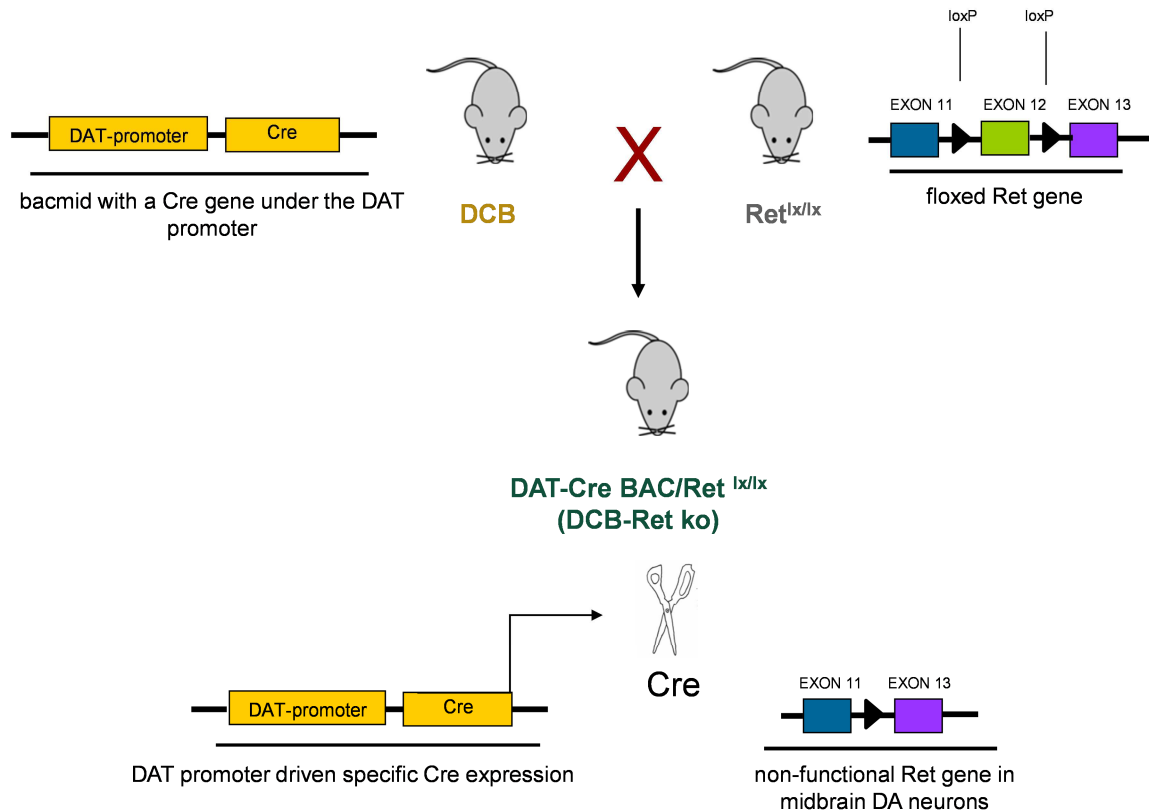 loxP
loxP
EXON 11
EXON 12
EXON 13
DAT-promoter
Cre
bacmid with a Cre gene under the DAT
promoter
DCB
X
Ret lx/lx
floxed Ret gene
DAT-Cre BAC/Ret lx/lx
(DCB-Ret ko)
Cre
DAT-promoter
Cre
DAT promoter driven specific Cre expression
EXON 11
EXON 13
non-functional Ret gene in
midbrain DA neurons